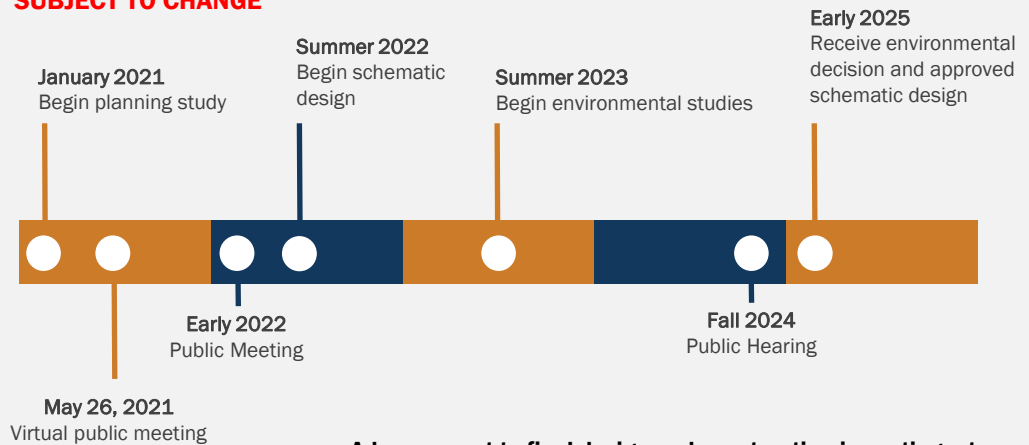 SUBJECT TO CHANGE
January 2021
Begin planning study
Summer 2022
Begin schematic
design
Summer 2023
Begin environmental studies
Early 2025
Receive environmental
decision and approved
schematic design
May 26, 2021
Virtual public meeting
Early 2022
Public Meeting
Fall 2024
Public Hearing